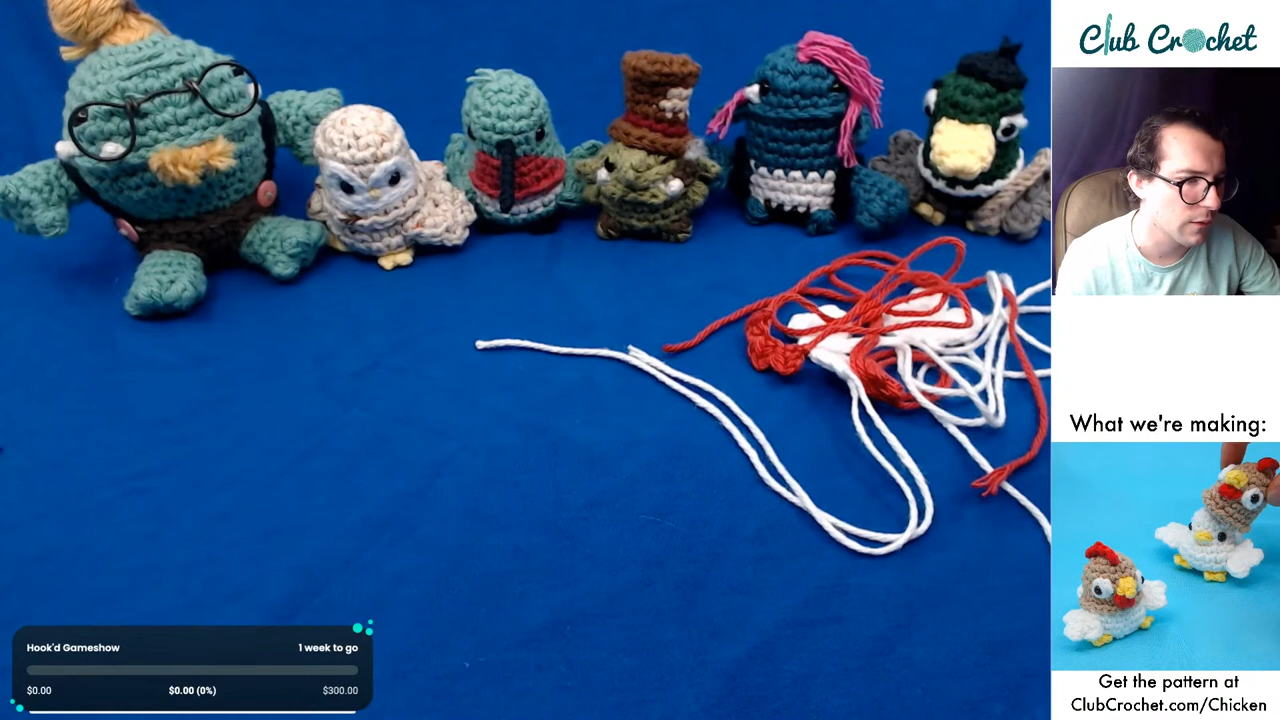 Club Crochet
What we're making:
Get the pattern at
ClubCrochet.com/Chicken
Hook'd Gameshow
1 week to go
$0.00
$0.00 (0%)
$300.00